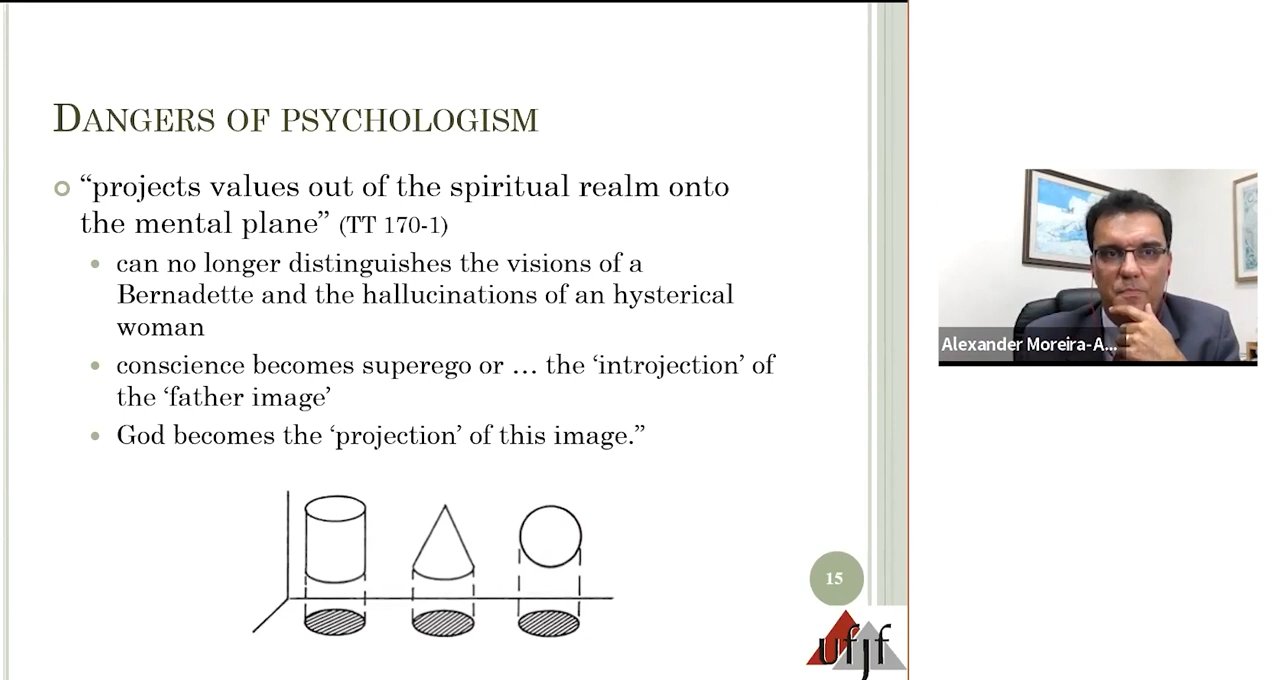 DANGERS OF PSYCHOLOGISM
“projects values out of the spiritual realm onto
the mental plane” (TT 170-1)
can no longer distinguishes the visions of a
Bernadette and the hallucinations of an hysterical
woman
conscience becomes superego or … the ‘introjection’ of
the ‘father image’
God becomes the ‘projection’ of this image.”
15
ufjf
Alexander Moreira-A...